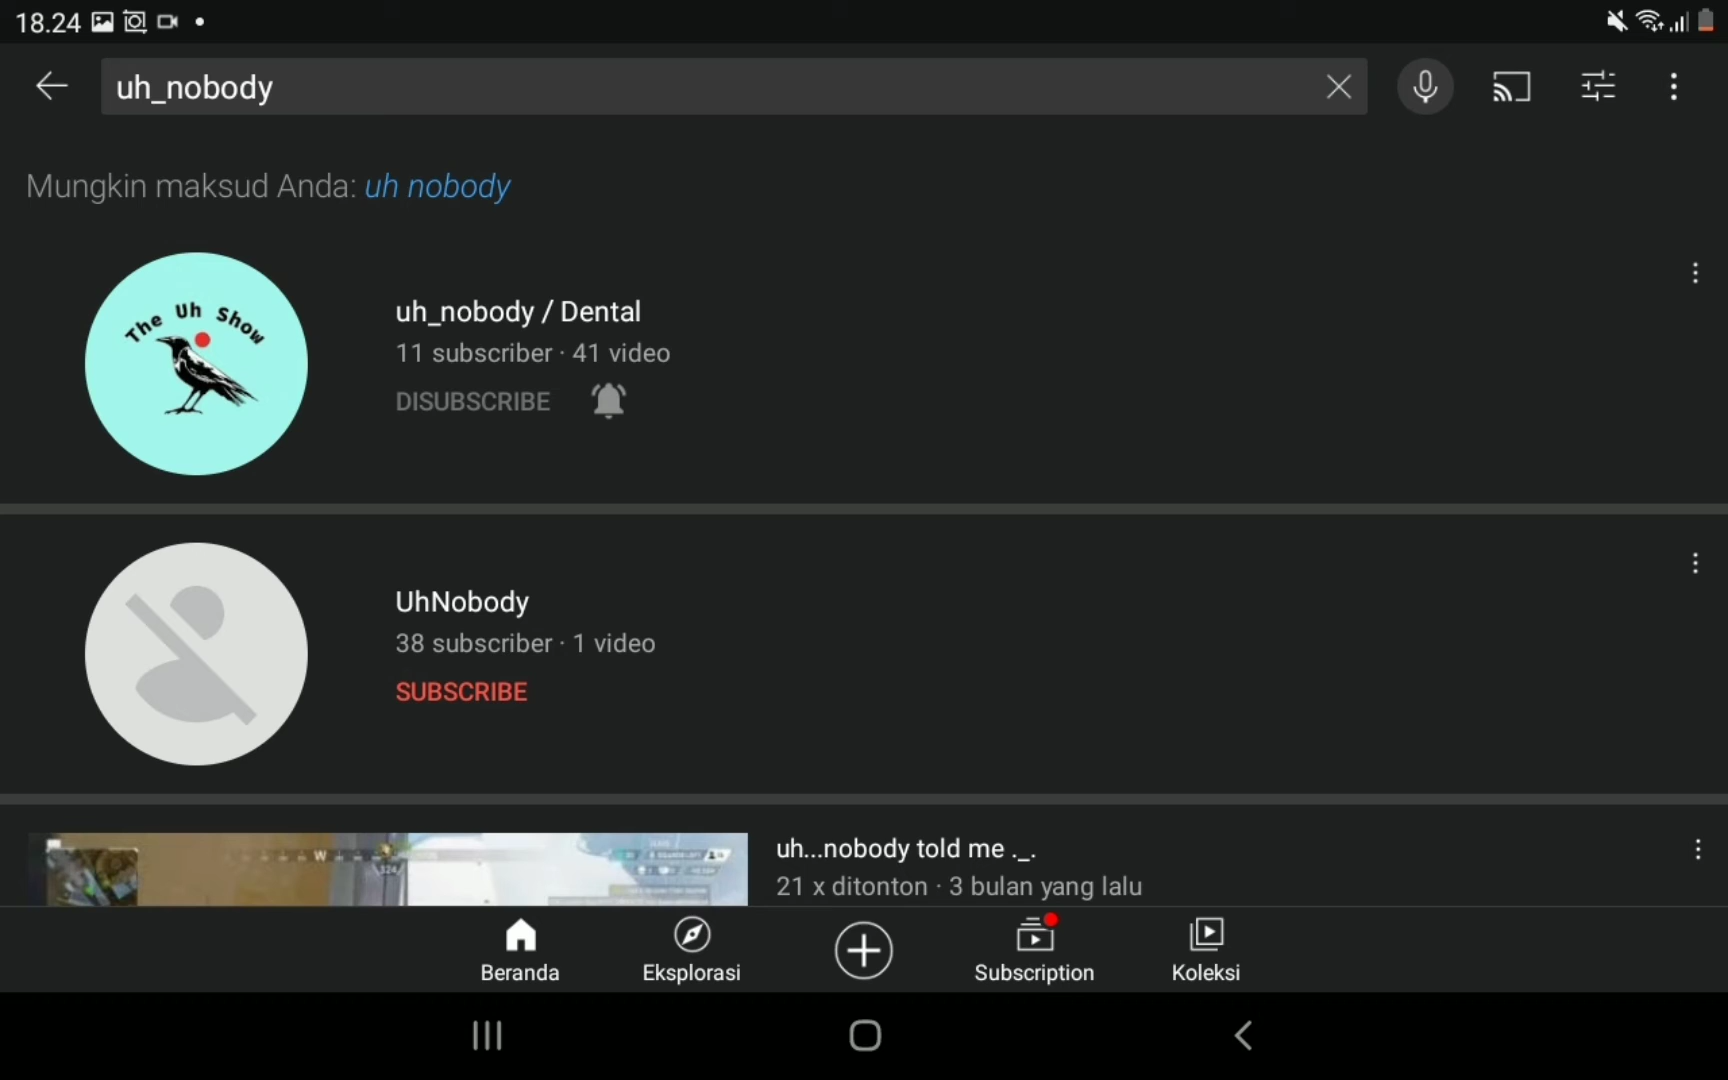 18.24
uh_nobody
Mungkin maksud Anda: uh nobody
The Uh Show
uh_nobody / Dental
11 subscriber · 41 video
DISUBSCRIBE
UhNobody
38 subscriber · 1 video
SUBSCRIBE
W
324
uh...nobody told me ._.
21 x ditonton · 3 bulan yang lalu
Beranda
Eksplorasi
Subscription
Koleksi